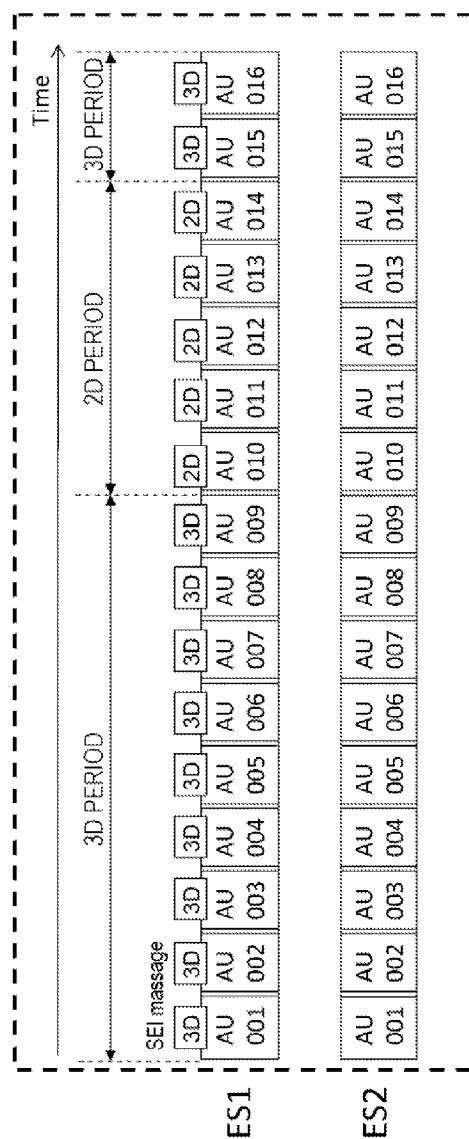 Time
3D PERIOD 2D PERIOD 3D PERIOD
SEI massage
3D 3D 3D 3D 3D 3D 3D 3D 3D 2D 2D 2D 2D 2D 3D 3D
ES1
AU 001 AU 002 AU 003 AU 004 AU 005 AU 006 AU 007 AU 008 AU 009 AU 010 AU 011 AU 012 AU 013 AU 014 AU 015 AU 016
ES2
AU 001 AU 002 AU 003 AU 004 AU 005 AU 006 AU 007 AU 008 AU 009 AU 010 AU 011 AU 012 AU 013 AU 014 AU 015 AU 016